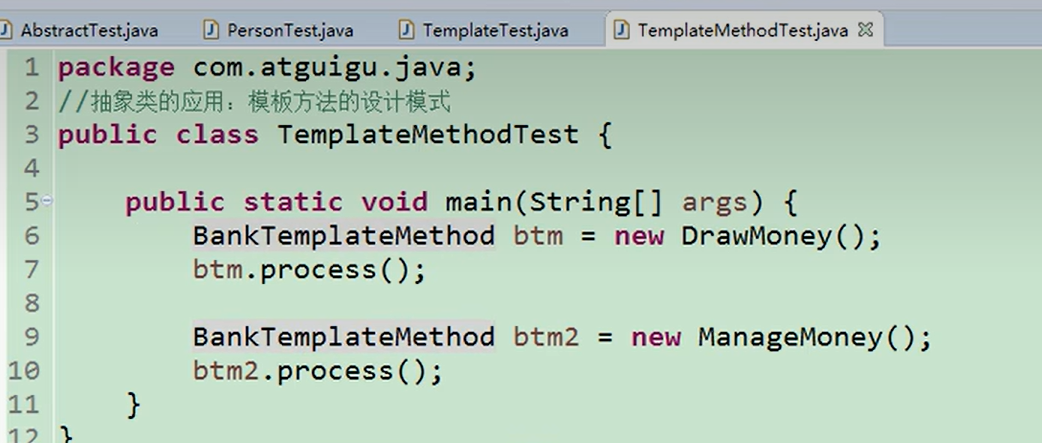 AbstractTest.java PersonTest.java TemplateTest.java TemplateMethodTest.java
1 package com.atguigu.java;
2 //抽象类的应用：模板方法的设计模式
3 public class TemplateMethodTest {
4
5 public static void main(String[] args) {
6 BankTemplateMethod btm = new DrawMoney();
7 btm.process();
8
9 BankTemplateMethod btm2 = new ManageMoney();
10 btm2.process();
11 }
12 }